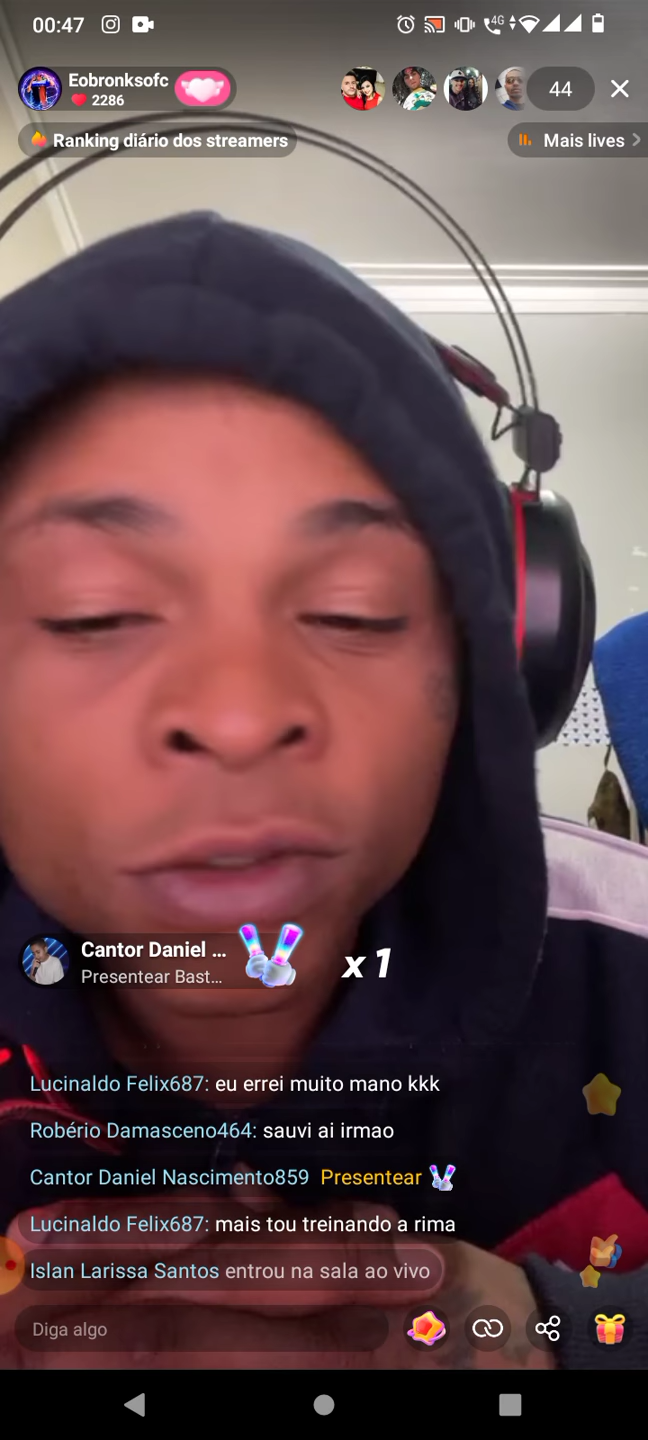 00:47
4G
Eobronksofc
2286
44
Ranking diário dos streamers
Mais lives
Cantor Daniel ...
Presentear Bast...
x 1
Lucinaldo Felix687: eu errei muito mano kkk
Robério Damasceno464: sauvi ai irmao
Cantor Daniel Nascimento859 Presentear
Lucinaldo Felix687: mais tou treinando a rima
Islan Larissa Santos entrou na sala ao vivo
Diga algo